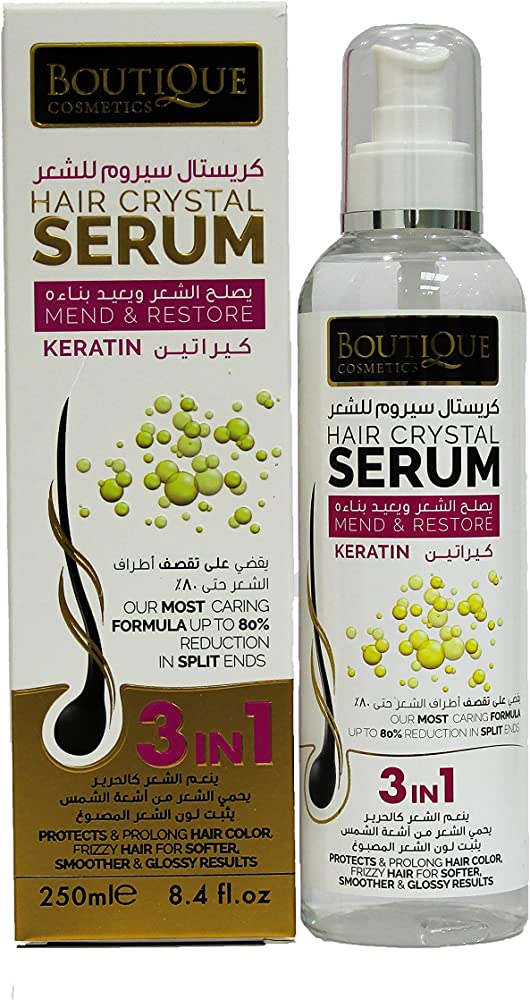 BOUTIQUE
COSMETICS
كريستال سيروم للشعر
HAIR CRYSTAL
SERUM
يصلح الشعر ويعيد بناءه
MEND & RESTORE
KERATIN كيراتين
يقضي على تقصف أطراف
الشعر حتى ٨٠٪
OUR MOST CARING
FORMULA UP TO 80%
REDUCTION
IN SPLIT ENDS
3 IN 1
ينعم الشعر كالحرير
يحمي الشعر من أشعة الشمس
يثبت لون الشعر المصبوغ
PROTECTS & PROLONG HAIR COLOR,
FRIZZY HAIR FOR SOFTER,
SMOOTHER & GLOSSY RESULTS
250ml℮ 8.4 fl.oz
BOUTIQUE
COSMETICS
كريستال سيروم للشعر
HAIR CRYSTAL
SERUM
يصلح الشعر ويعيد بناءه
MEND & RESTORE
KERATIN كيراتين
يقضي على تقصف أطراف الشعر حتى ٨٠٪
OUR MOST CARING FORMULA
UP TO 80% REDUCTION IN SPLIT ENDS
3 IN 1
ينعم الشعر كالحرير
يحمي الشعر من أشعة الشمس
يثبت لون الشعر المصبوغ
PROTECTS & PROLONG HAIR COLOR,
FRIZZY HAIR FOR SOFTER,
SMOOTHER & GLOSSY RESULTS